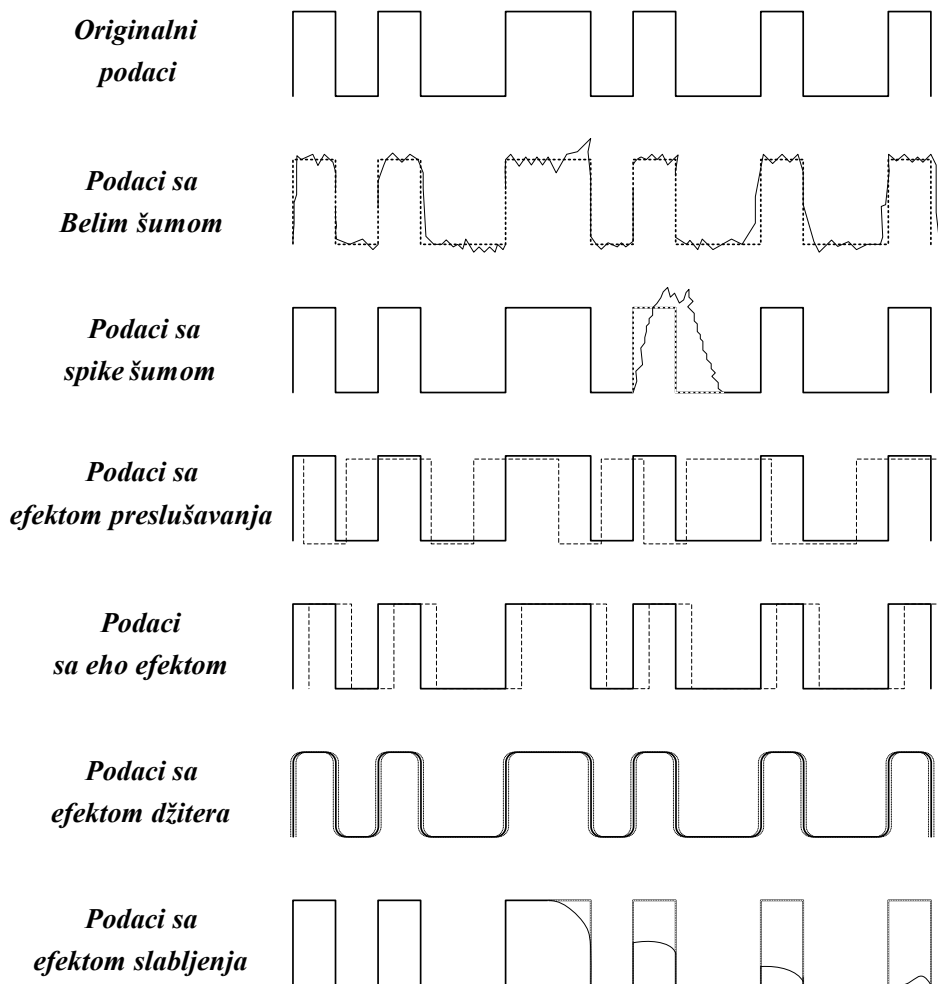 Originalni
podaci
Podaci sa
Belim šumom
Podaci sa
spike šumom
Podaci sa
efektom preslušavanja
Podaci
sa eho efektom
Podaci sa
efektom džitera
Podaci sa
efektom slabljenja